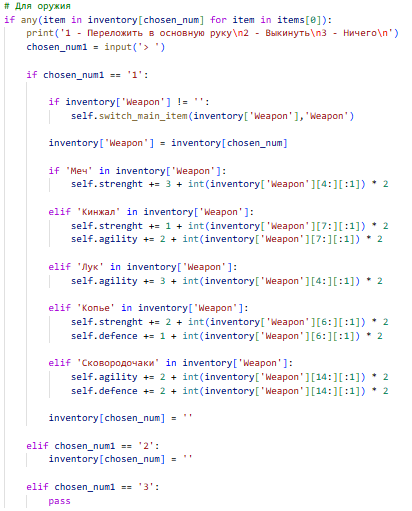 # Для оружия
if any(item in inventory[chosen_num] for item in items[0]):
    print('1 - Переложить в основную руку\n2 - Выкинуть\n3 - Ничего\n')
    chosen_num1 = input('> ')
    if chosen_num1 == '1':
        if inventory['Weapon'] != '':
            self.switch_main_item(inventory['Weapon'],'Weapon')
        inventory['Weapon'] = inventory[chosen_num]
        if 'Меч' in inventory['Weapon']:
            self.strenght += 3 + int(inventory['Weapon'][4:][:1]) * 2
        elif 'Кинжал' in inventory['Weapon']:
            self.strenght += 1 + int(inventory['Weapon'][7:][:1]) * 2
            self.agility += 2 + int(inventory['Weapon'][7:][:1]) * 2
        elif 'Лук' in inventory['Weapon']:
            self.agility += 3 + int(inventory['Weapon'][4:][:1]) * 2
        elif 'Копье' in inventory['Weapon']:
            self.strenght += 2 + int(inventory['Weapon'][6:][:1]) * 2
            self.defence += 1 + int(inventory['Weapon'][6:][:1]) * 2
        elif 'Сковородочаки' in inventory['Weapon']:
            self.agility += 2 + int(inventory['Weapon'][14:][:1]) * 2
            self.defence += 2 + int(inventory['Weapon'][14:][:1]) * 2
        inventory[chosen_num] = ''
    elif chosen_num1 == '2':
        inventory[chosen_num] = ''
    elif chosen_num1 == '3':
        pass